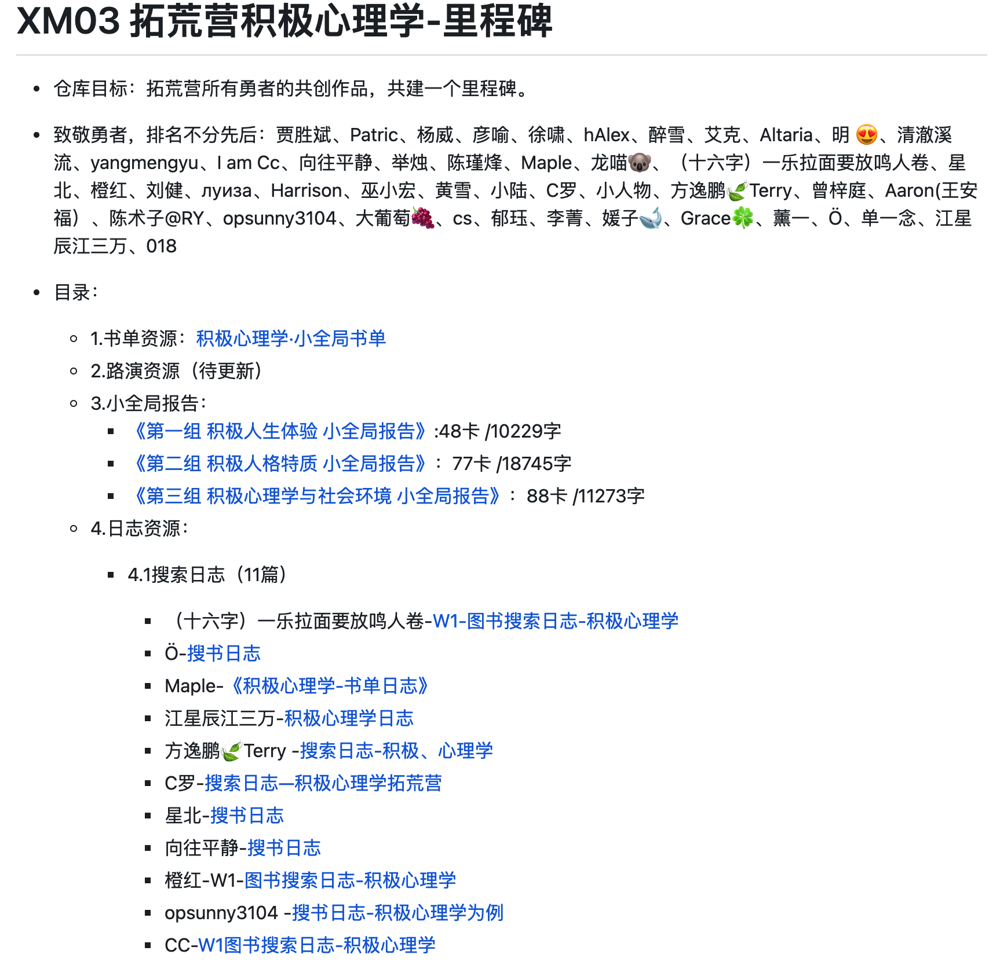 XM03 拓荒营积极心理学-里程碑
仓库目标：拓荒营所有勇者的共创作品，共建一个里程碑。
致敬勇者，排名不分先后：贾胜斌、Patric、杨威、彦喻、徐啸、hAlex、醉雪、艾克、Altaria、明 😍、清澈溪
流、yangmengyu、I am Cc、向往平静、举烛、陈瑾烽、Maple、龙喵🐨、（十六字）一乐拉面要放鸣人卷、星
北、橙红、刘健、луиза、Harrison、巫小宏、黄雪、小陆、C罗、小人物、方逸鹏🍃Terry、曾梓庭、Aaron(王安
福）、陈术子@RY、opsunny3104、大葡萄🍇、cs、郁珏、李菁、媛子🐳、Grace🍀、薰一、Ö、单一念、江星
辰江三万、018
目录：
1.书单资源：积极心理学·小全局书单
2.路演资源（待更新）
3.小全局报告：
《第一组 积极人生体验 小全局报告》:48卡 /10229字
《第二组 积极人格特质 小全局报告》：77卡 /18745字
《第三组 积极心理学与社会环境 小全局报告》：88卡 /11273字
4.日志资源：
4.1搜索日志（11篇）
（十六字）一乐拉面要放鸣人卷-W1-图书搜索日志-积极心理学
Ö-搜书日志
Maple-《积极心理学-书单日志》
江星辰江三万-积极心理学日志
方逸鹏🍃Terry -搜索日志-积极、心理学
C罗-搜索日志—积极心理学拓荒营
星北-搜书日志
向往平静-搜书日志
橙红-W1-图书搜索日志-积极心理学
opsunny3104 -搜书日志-积极心理学为例
CC-W1图书搜索日志-积极心理学